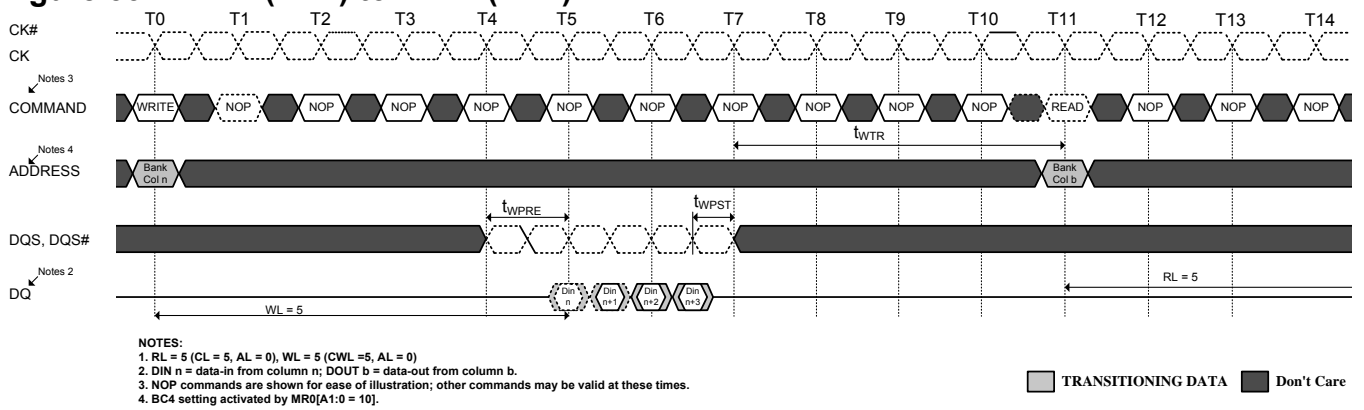 T0 T1 T2 T3 T4 T5 T6 T7 T8 T9 T10 T11 T12 T13 T14
CK#
CK
Notes 3
COMMAND WRITE NOP NOP NOP NOP NOP NOP NOP NOP NOP NOP READ NOP NOP NOP
tWTR
Notes 4
ADDRESS
Bank
Col n
Bank
Col b
tWPRE tWPST
DQS, DQS#
Notes 2
DQ
Din
n
Din
n+1
Din
n+2
Din
n+3
RL = 5
WL = 5
NOTES:
1. RL = 5 (CL = 5, AL = 0), WL = 5 (CWL =5, AL = 0)
2. DIN n = data-in from column n; DOUT b = data-out from column b.
3. NOP commands are shown for ease of illustration; other commands may be valid at these times.
4. BC4 setting activated by MR0[A1:0 = 10].
TRANSITIONING DATA Don't Care